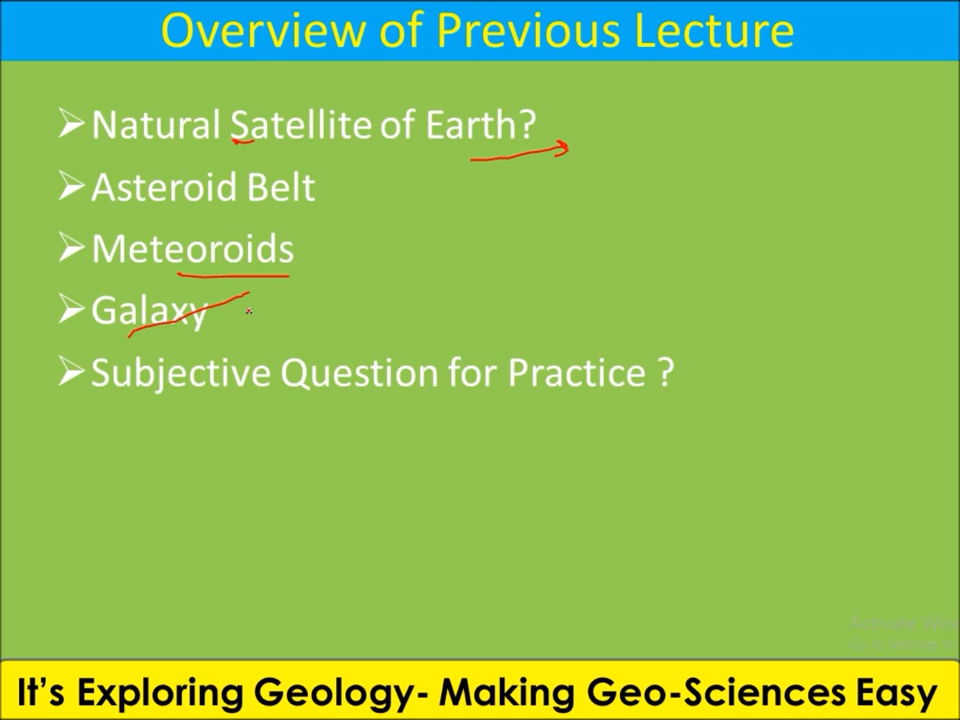 Overview of Previous Lecture
➢Natural Satellite of Earth?
➢Asteroid Belt
➢Meteoroids
➢Galaxy
➢Subjective Question for Practice ?
It's Exploring Geology- Making Geo-Sciences Easy